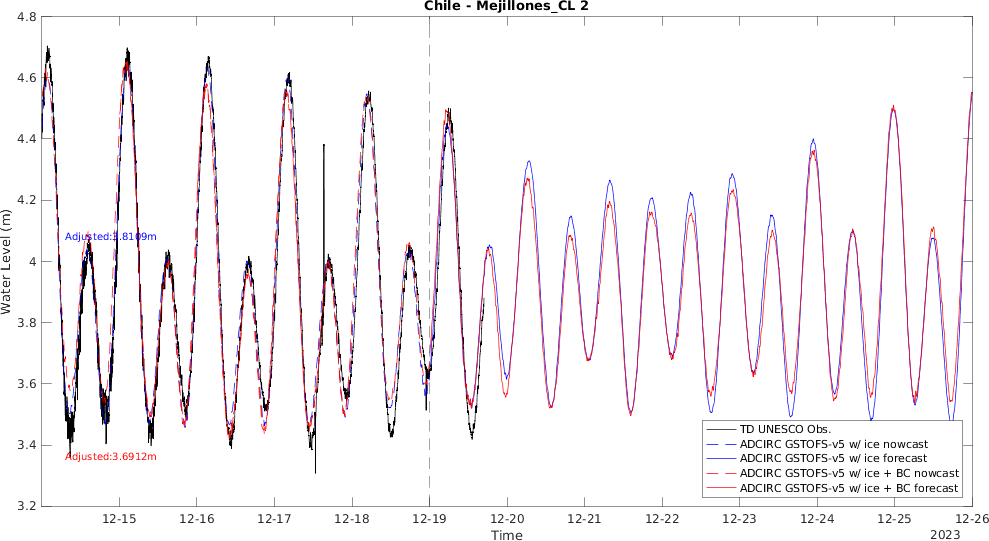 Chile - Mejillones_CL 2
4.8
4.6
4.4
4.2
4
3.8
3.6
3.4
3.2
Water Level (m)
Adjusted:3.8109m
Adjusted:3.6912m
TD UNESCO Obs.
ADCIRC GSTOFS-v5 w/ ice nowcast
ADCIRC GSTOFS-v5 w/ ice forecast
ADCIRC GSTOFS-v5 w/ ice + BC nowcast
ADCIRC GSTOFS-v5 w/ ice + BC forecast
12-15 12-16 12-17 12-18 12-19 12-20 12-21 12-22 12-23 12-24 12-25 12-26
Time
2023